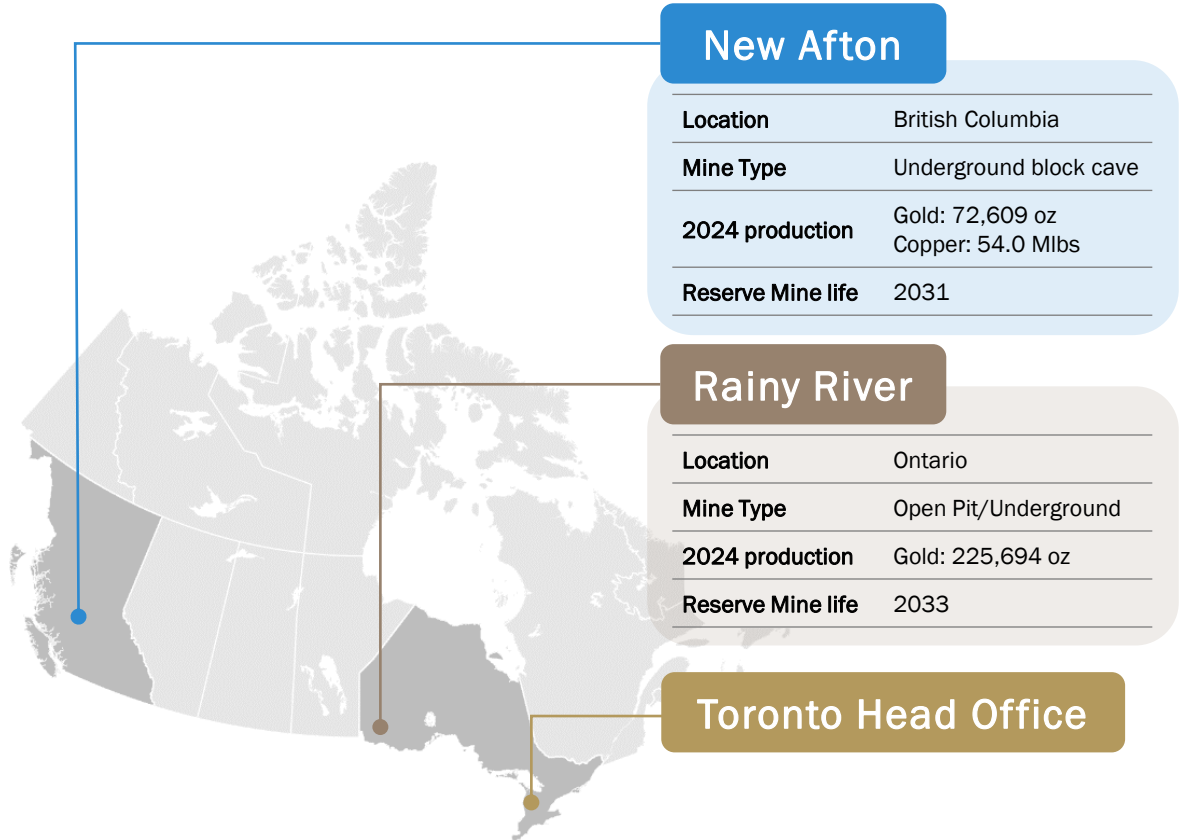 New Afton
Location British Columbia
Mine Type Underground block cave
2024 production Gold: 72,609 oz
Copper: 54.0 Mlbs
Reserve Mine life 2031
Rainy River
Location Ontario
Mine Type Open Pit/Underground
2024 production Gold: 225,694 oz
Reserve Mine life 2033
Toronto Head Office